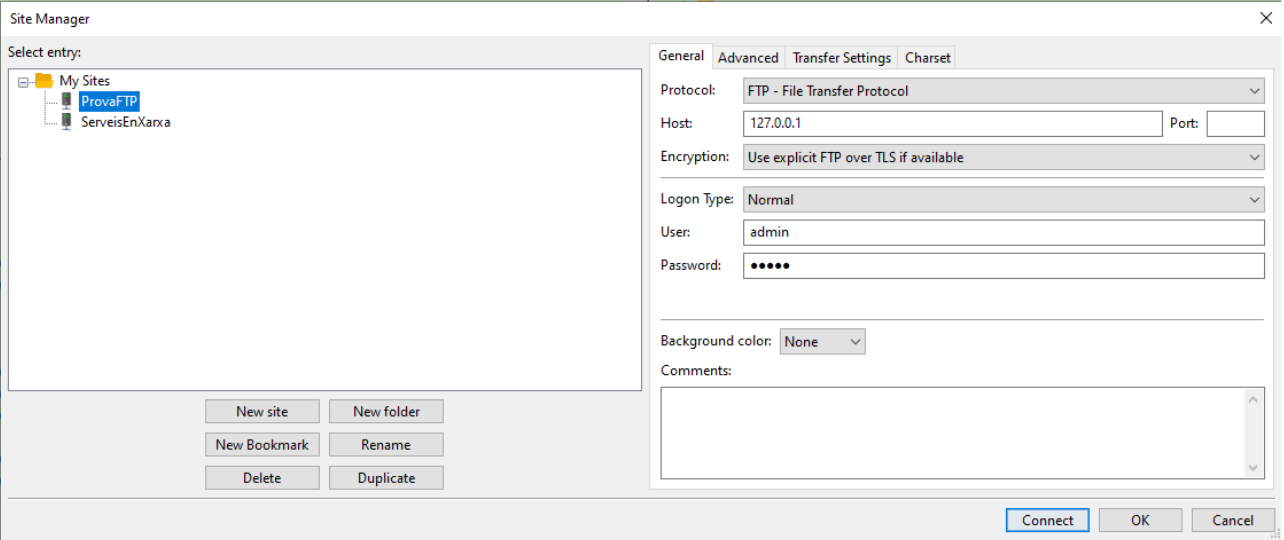 Site Manager
Select entry:
My Sites
ProvaFTP
ServeisEnXarxa
New site
New folder
New Bookmark
Rename
Delete
Duplicate
General Advanced Transfer Settings Charset
Protocol: FTP - File Transfer Protocol
Host: 127.0.0.1 Port:
Encryption: Use explicit FTP over TLS if available
Logon Type: Normal
User: admin
Password: •••••
Background color: None
Comments:
Connect OK Cancel